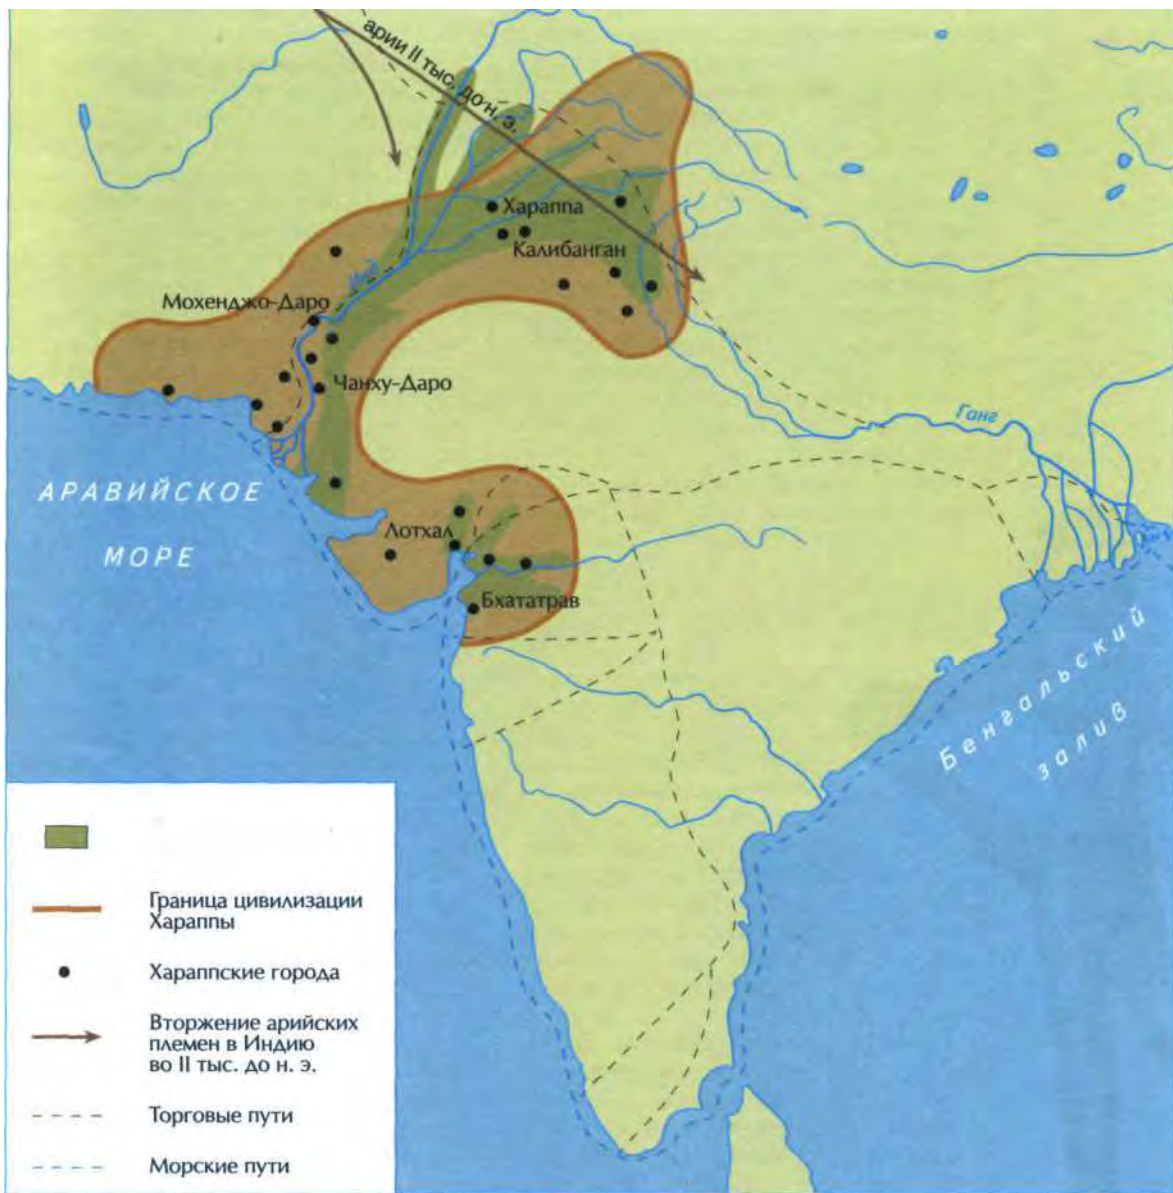 арии II тыс. до н. э.
Хараппа
Калибанган
Инд
Мохенджо-Даро
Чанху-Даро
Ганг
АРАВИЙСКОЕ
МОРЕ
Лотхал
Бхататрав
Бенгальский
залив
Граница цивилизации
Хараппы
Хараппские города
Вторжение арийских
племен в Индию
во II тыс. до н. э.
Торговые пути
Морские пути